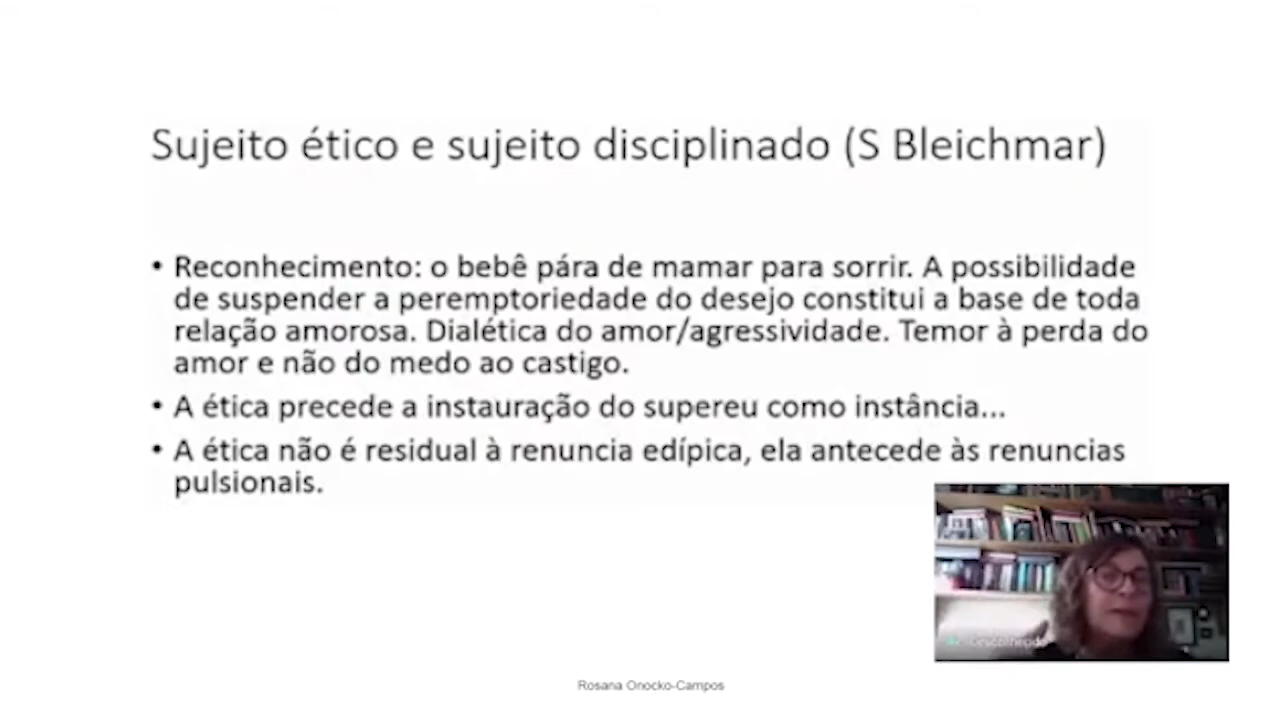 Sujeito ético e sujeito disciplinado (S Bleichmar)
• Reconhecimento: o bebê pára de mamar para sorrir. A possibilidade
de suspender a peremptoriedade do desejo constitui a base de toda
relação amorosa. Dialética do amor/agressividade. Temor à perda do
amor e não do medo ao castigo.
• A ética precede a instauração do supereu como instância...
• A ética não é residual à renuncia edípica, ela antecede às renuncias
pulsionais.
Desconhecido
Rosana Onocko-Campos